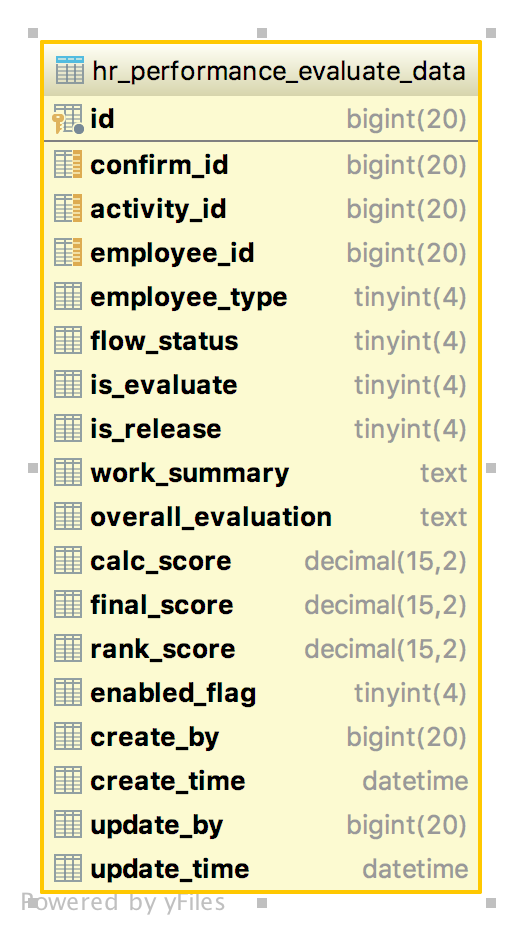 hr_performance_evaluate_data
id bigint(20)
confirm_id bigint(20)
activity_id bigint(20)
employee_id bigint(20)
employee_type tinyint(4)
flow_status tinyint(4)
is_evaluate tinyint(4)
is_release tinyint(4)
work_summary text
overall_evaluation text
calc_score decimal(15,2)
final_score decimal(15,2)
rank_score decimal(15,2)
enabled_flag tinyint(4)
create_by bigint(20)
create_time datetime
update_by bigint(20)
update_time datetime
Powered by yFiles